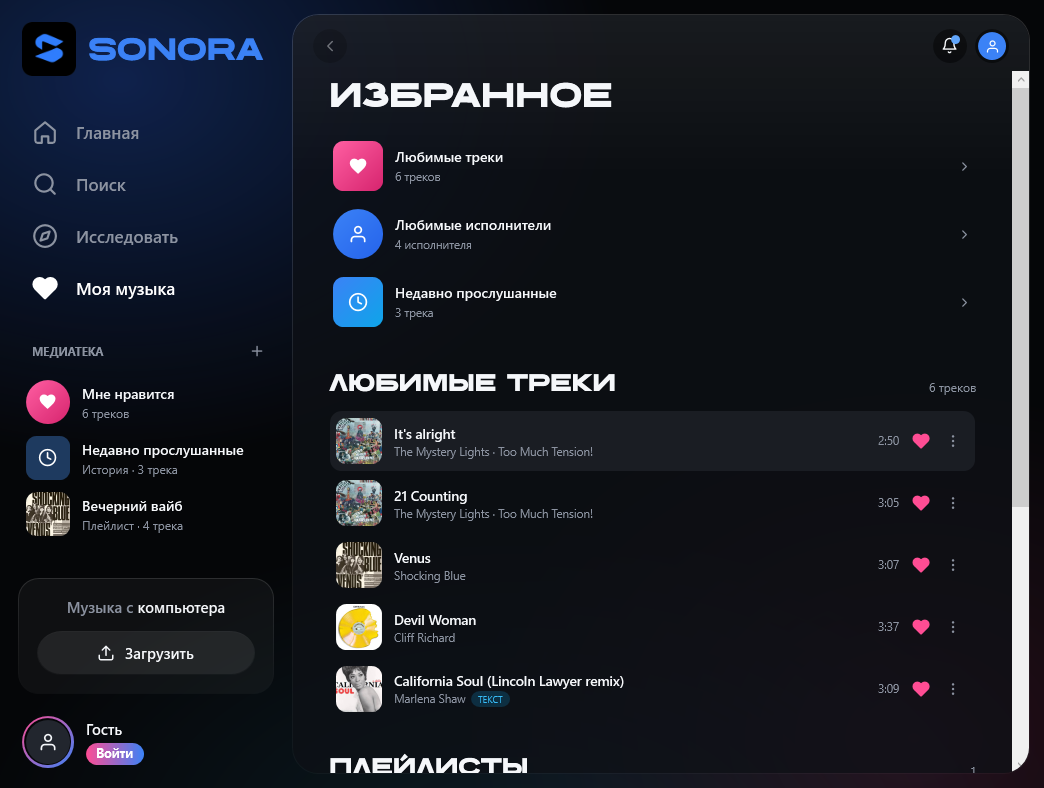 SONORA
Главная
Поиск
Исследовать
Моя музыка
МЕДИАТЕКА
Мне нравится
6 треков
Недавно прослушанные
История · 3 трека
Вечерний вайб
Плейлист · 4 трека
Музыка с компьютера
Загрузить
Гость
Войти
ИЗБРАННОЕ
Любимые треки
6 треков
Любимые исполнители
4 исполнителя
Недавно прослушанные
3 трека
ЛЮБИМЫЕ ТРЕКИ
6 треков
It's alright
The Mystery Lights · Too Much Tension!
2:50
21 Counting
The Mystery Lights · Too Much Tension!
3:05
SHOCKING
BLUE
VENUS
Venus
Shocking Blue
3:07
Devil Woman
Cliff Richard
3:37
California Soul (Lincoln Lawyer remix)
Marlena Shaw ТЕКСТ
3:09
ПЛЕЙЛИСТЫ
1